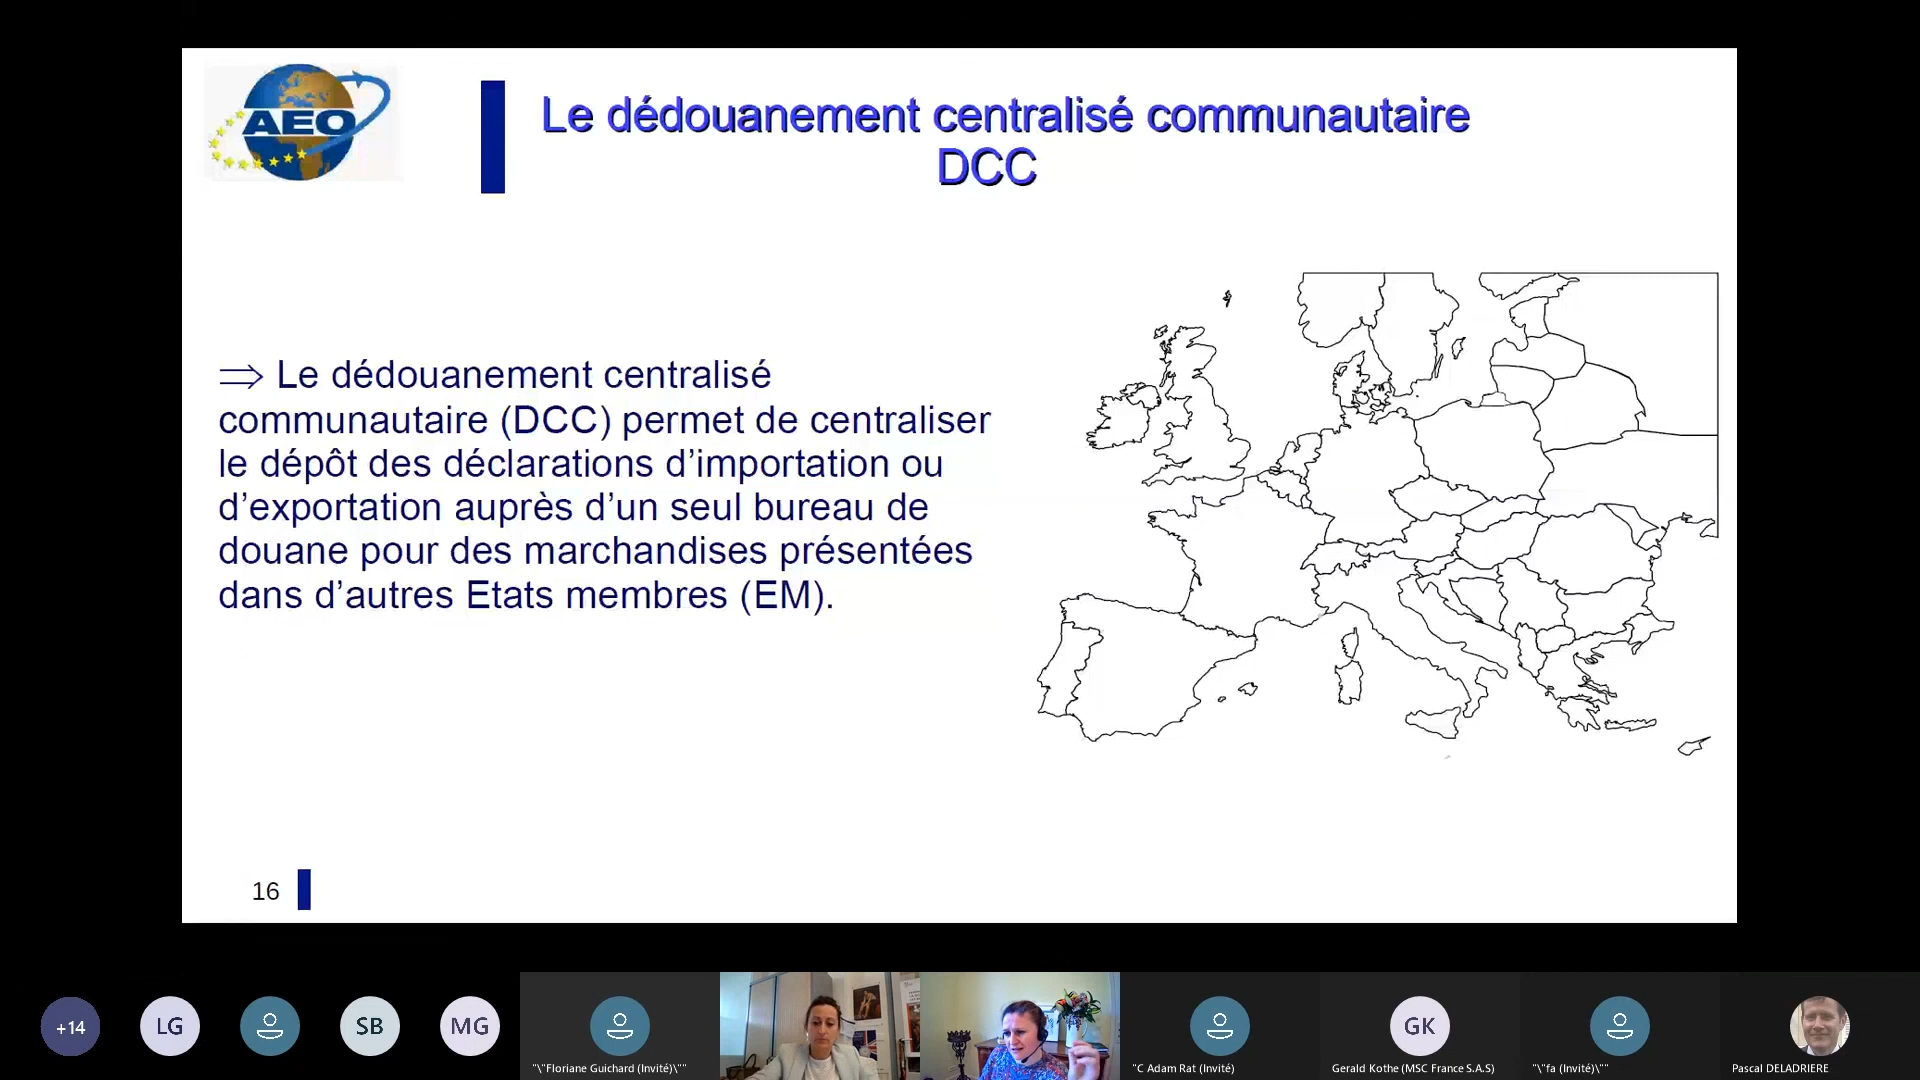 AEO
Le dédouanement centralisé communautaire
DCC
⇒ Le dédouanement centralisé
communautaire (DCC) permet de centraliser
le dépôt des déclarations d’importation ou
d’exportation auprès d’un seul bureau de
douane pour des marchandises présentées
dans d’autres Etats membres (EM).
16
+14
LG
SB
MG
GK
"\"Floriane Guichard (Invité)\""
"C Adam Rat (Invité)
Gerald Kothe (MSC France S.A.S)
"\"fa (Invité)\""
Pascal DELADRIERE